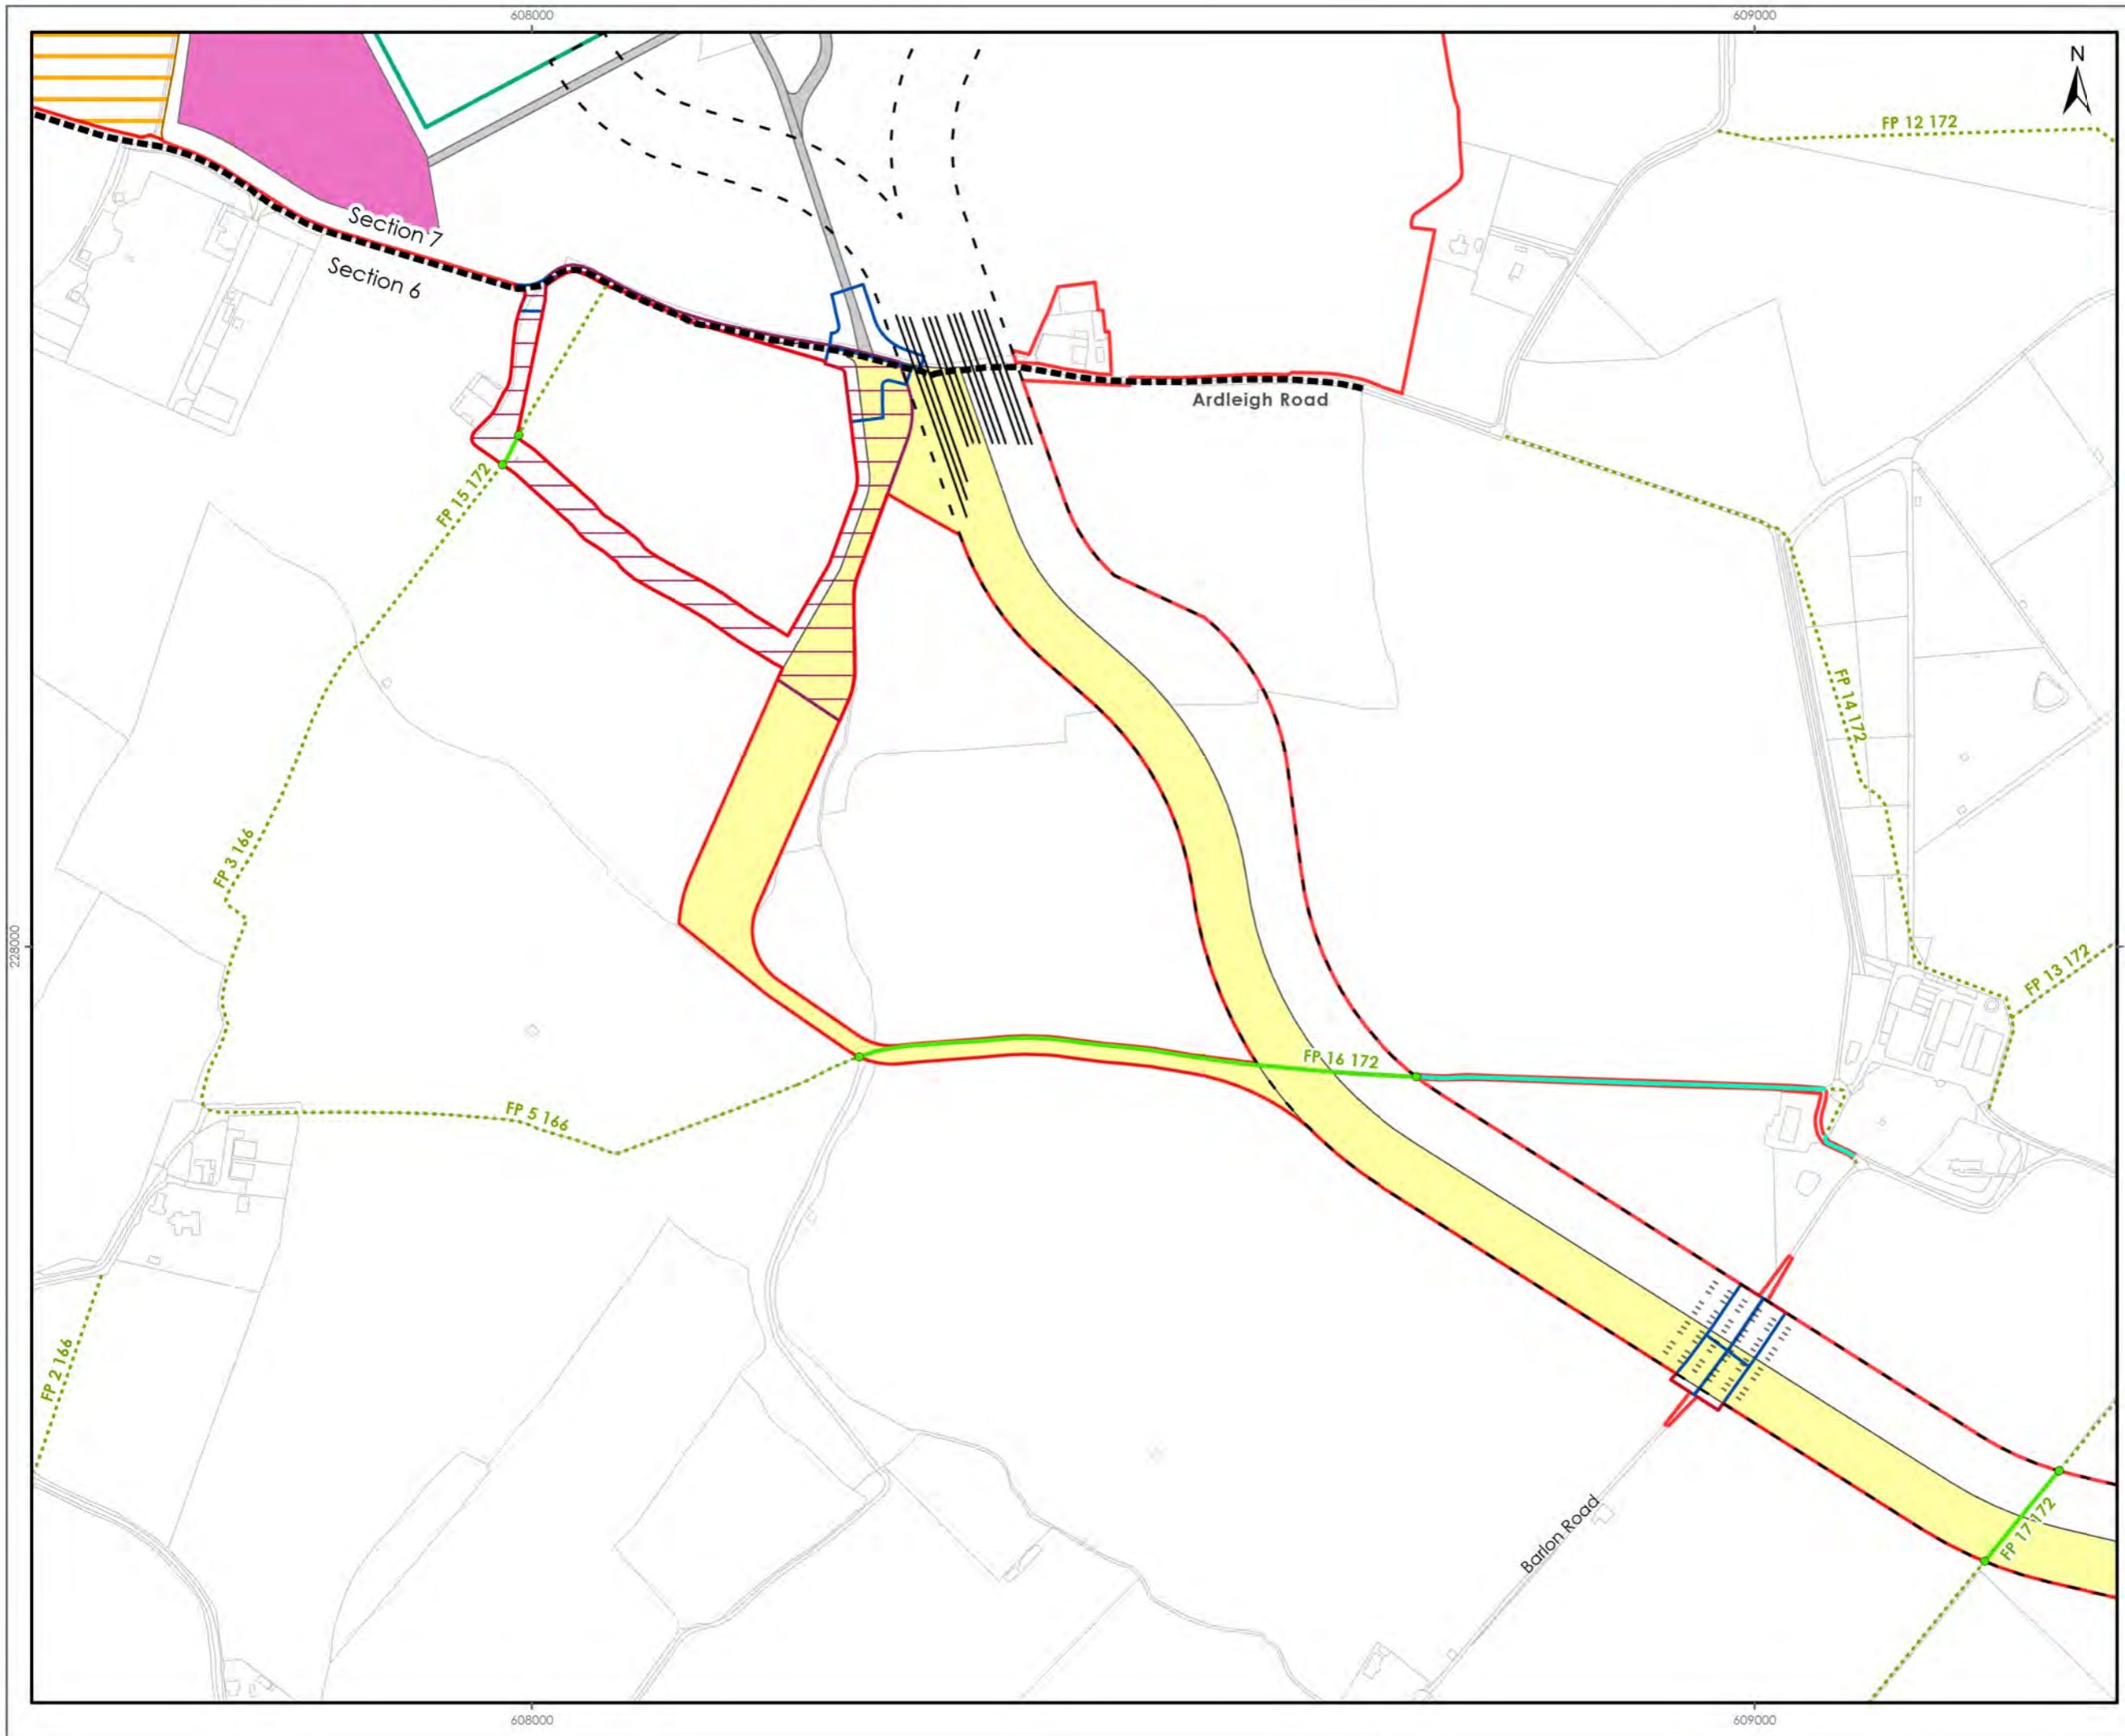 608000
609000
N
FP 12 172
Section 7
Section 6
Ardleigh Road
FP 15 172
FP 14 172
FP 3 166
228000
FP 13 172
FP 16 172
FP 5 166
FP 2 166
Barlon Road
FP 17 172
608000
609000